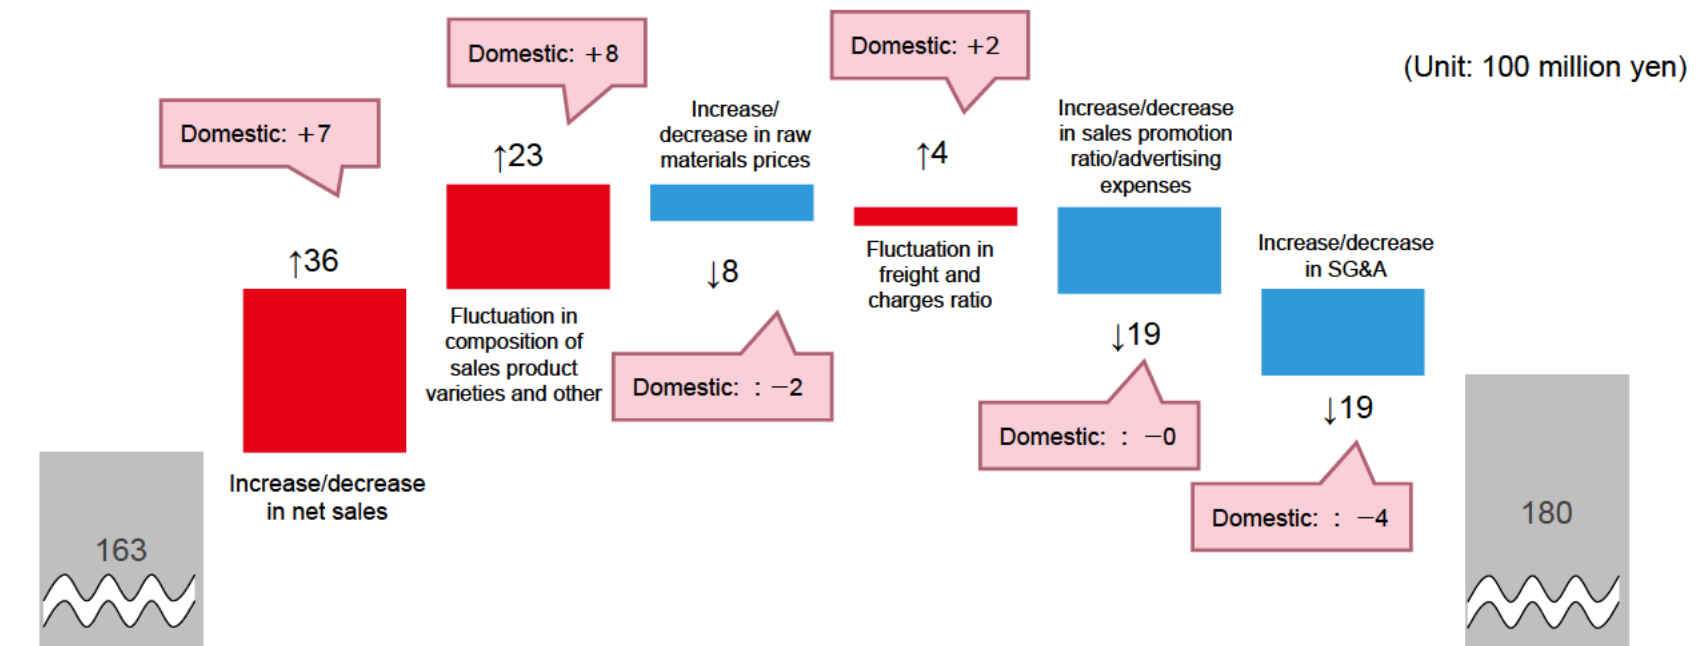 (Unit: 100 million yen)
163
Domestic: +7
↑36
Increase/decrease
in net sales
Domestic: +8
↑23
Fluctuation in
composition of
sales product
varieties and other
Increase/
decrease in raw
materials prices
↓8
Domestic: : −2
Domestic: +2
↑4
Fluctuation in
freight and
charges ratio
Increase/decrease
in sales promotion
ratio/advertising
expenses
↓19
Domestic: : −0
Increase/decrease
in SG&A
↓19
Domestic: : −4
180